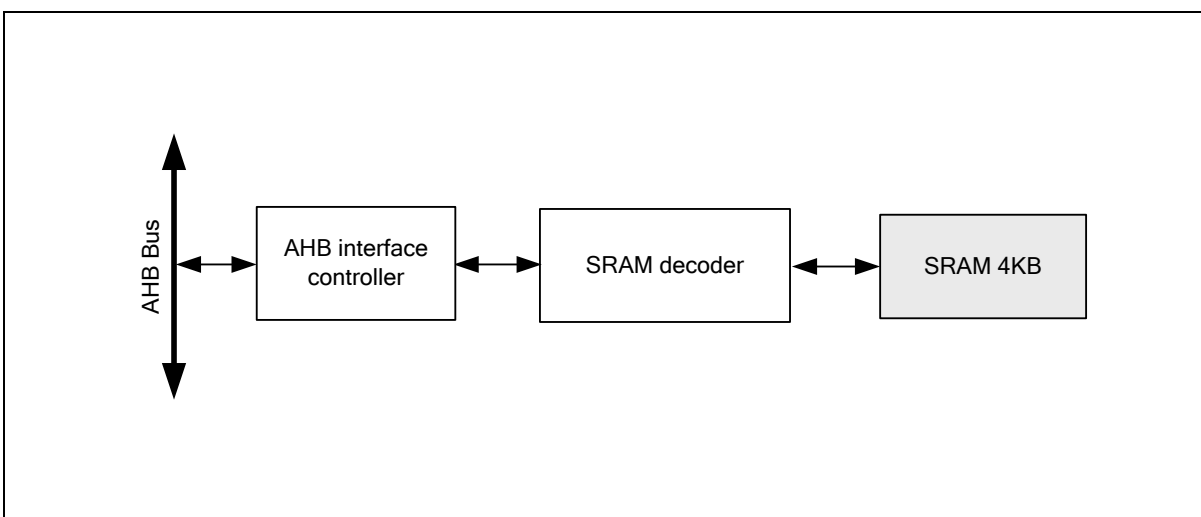 AHB Bus
AHB interface
controller
SRAM decoder
SRAM 4KB